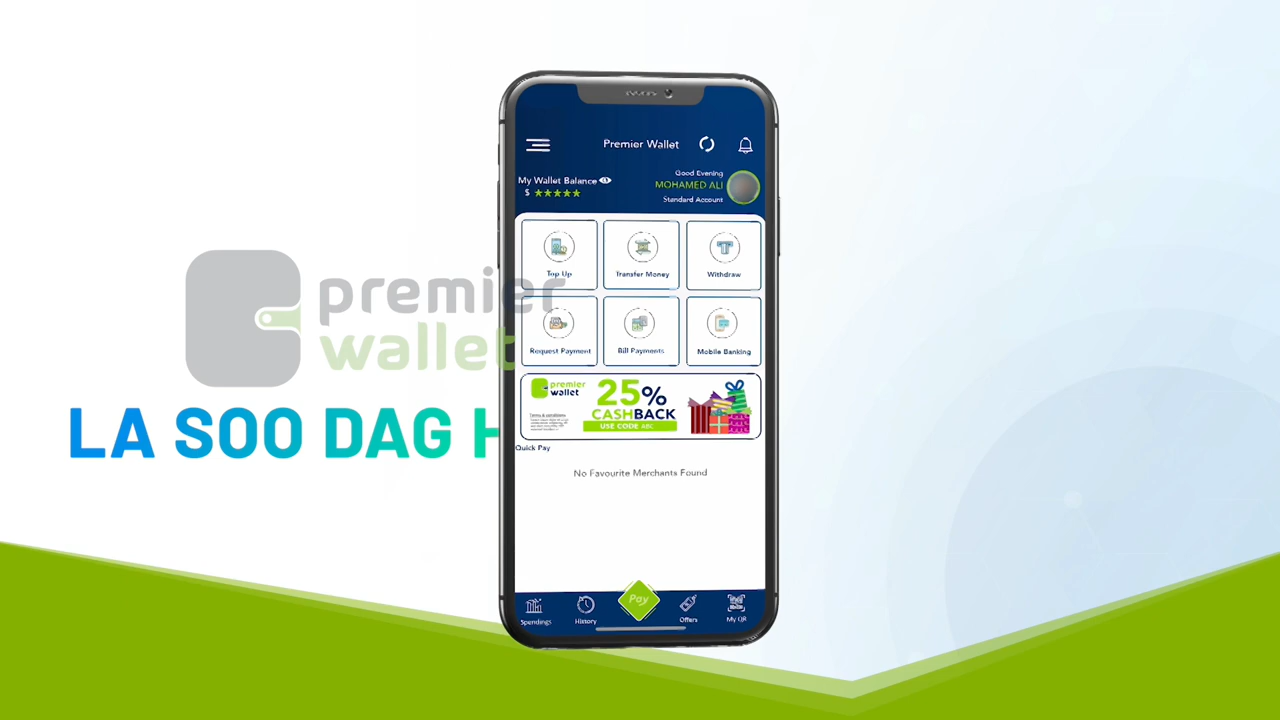 Premier Wallet
My Wallet Balance
$ ★★★★★
Good Evening
MOHAMED ALI
Standard Account
Top Up
Transfer Money
Withdraw
premier
wallet
Request Payment
Bill Payments
Mobile Banking
premier
wallet
25%
CASHBACK
USE CODE ABC
Terms & conditions
LA SOO DAG H
Quick Pay
No Favourite Merchants Found
Pay
Spendings
History
Offers
My QR